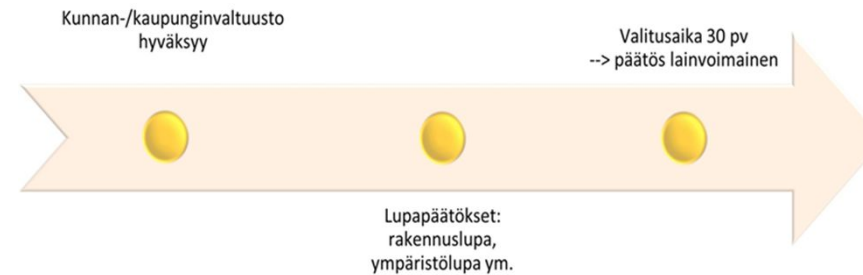 Kunnan-/kaupunginvaltuusto
hyväksyy
Valitusaika 30 pv
--> päätös lainvoimainen
Lupapäätökset:
rakennuslupa,
ympäristölupa ym.